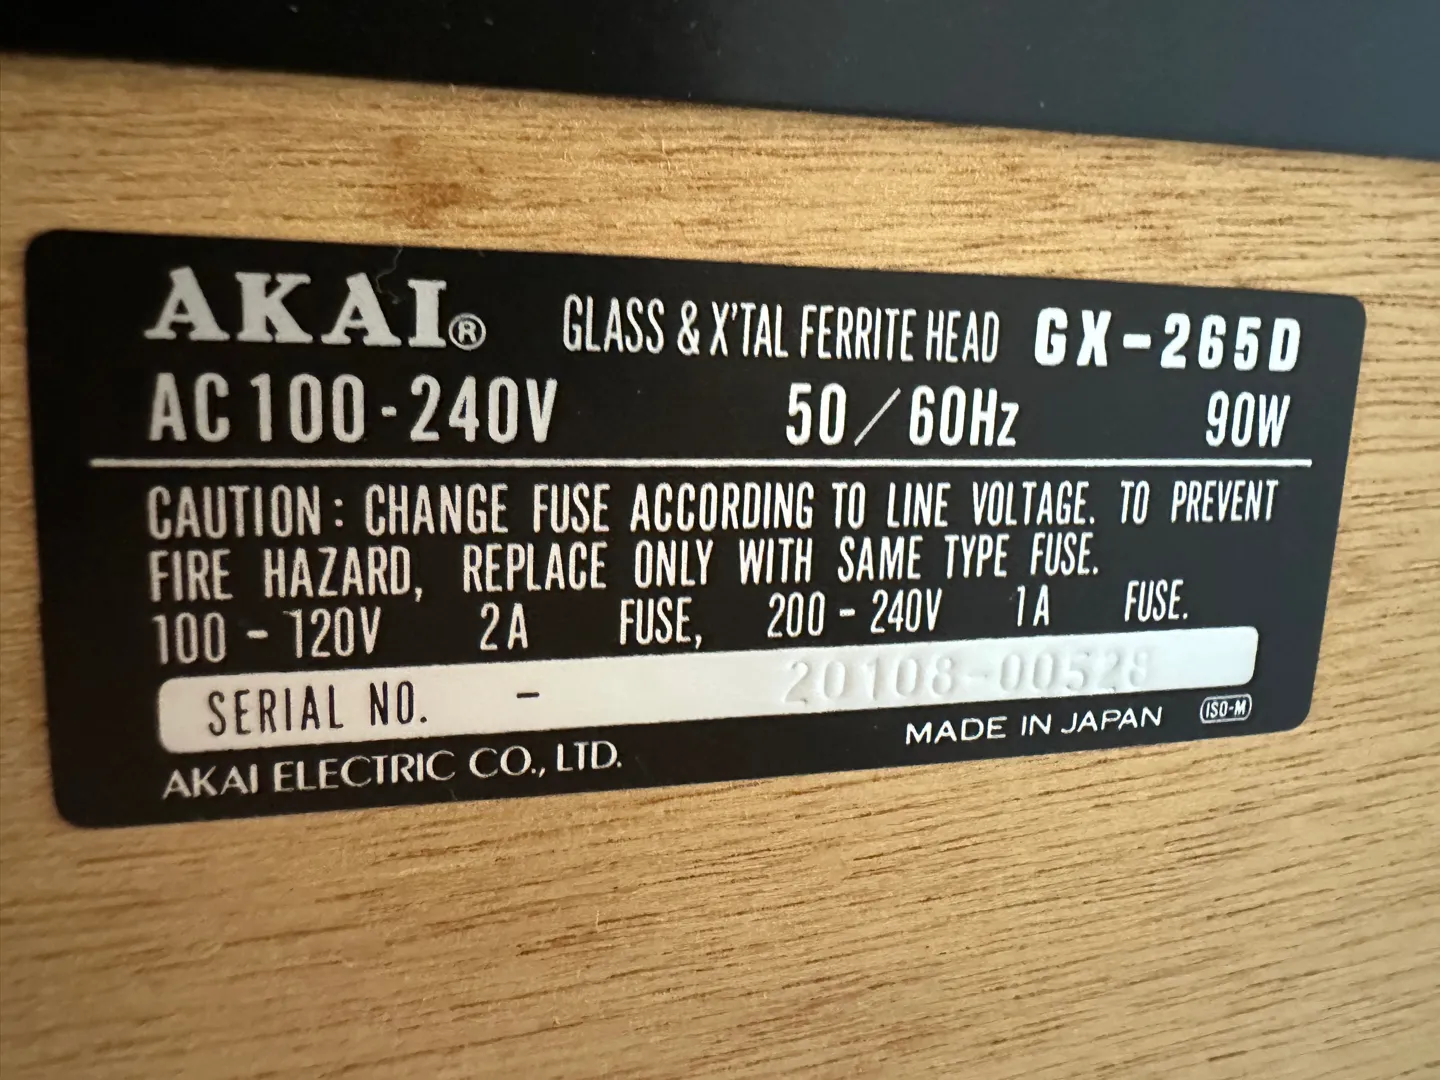 AKAI® GLASS & X'TAL FERRITE HEAD GX-265D
AC 100-240V 50/60Hz 90W
CAUTION: CHANGE FUSE ACCORDING TO LINE VOLTAGE. TO PREVENT
FIRE HAZARD, REPLACE ONLY WITH SAME TYPE FUSE.
100-120V 2A FUSE, 200-240V 1A FUSE.
SERIAL NO. - 20108-00528
AKAI ELECTRIC CO., LTD. MADE IN JAPAN ISO-M